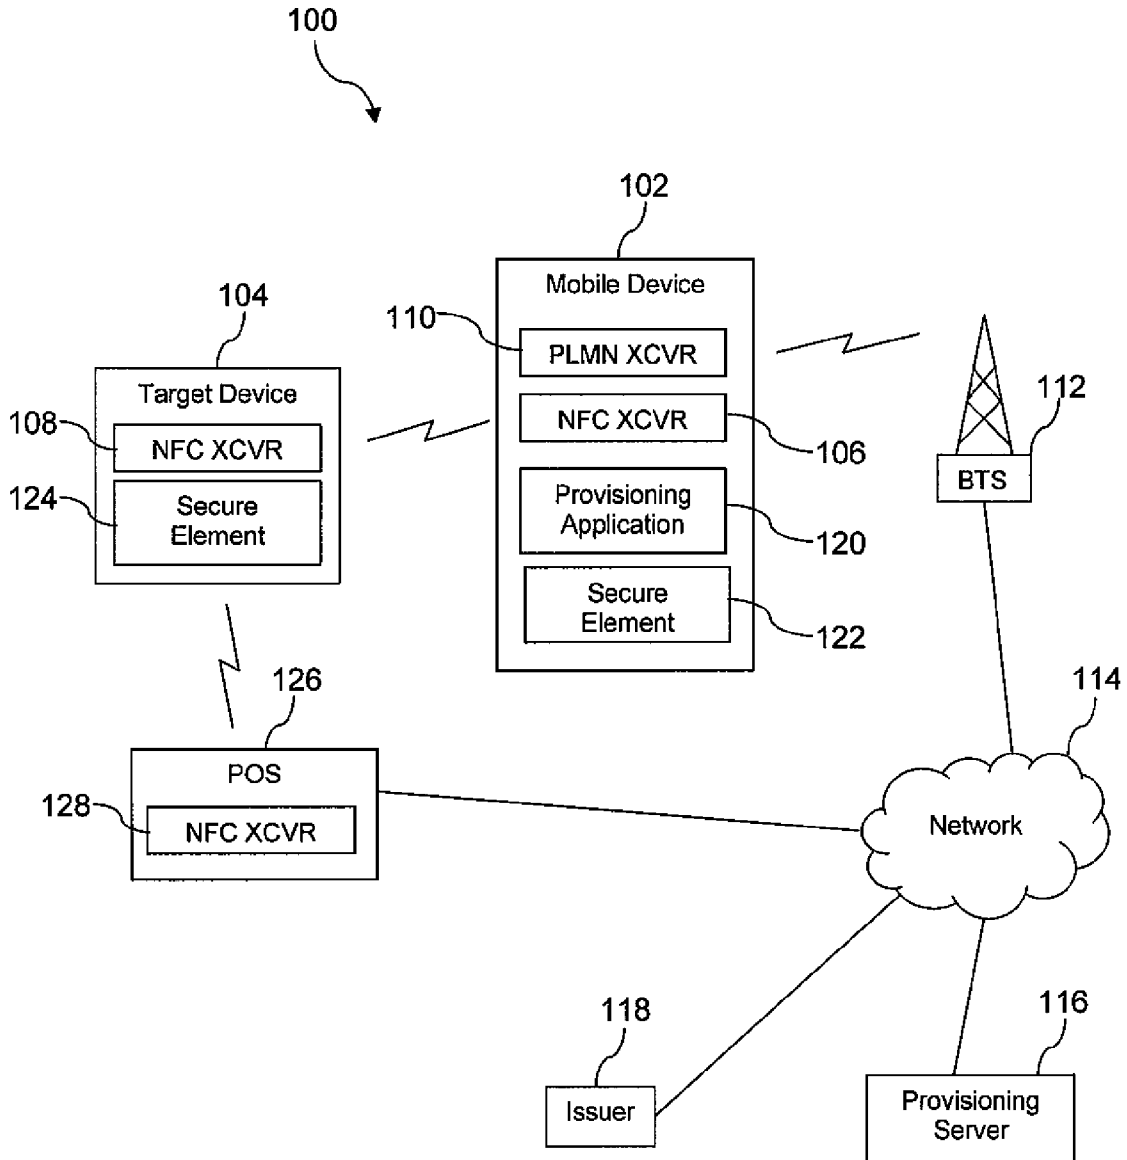 100
102
Mobile Device
104
110
PLMN XCVR
Target Device
112
108
NFC XCVR
NFC XCVR
106
BTS
124
Secure
Element
Provisioning
Application
120
Secure
Element
122
126
114
POS
128
NFC XCVR
Network
118
116
Issuer
Provisioning
Server